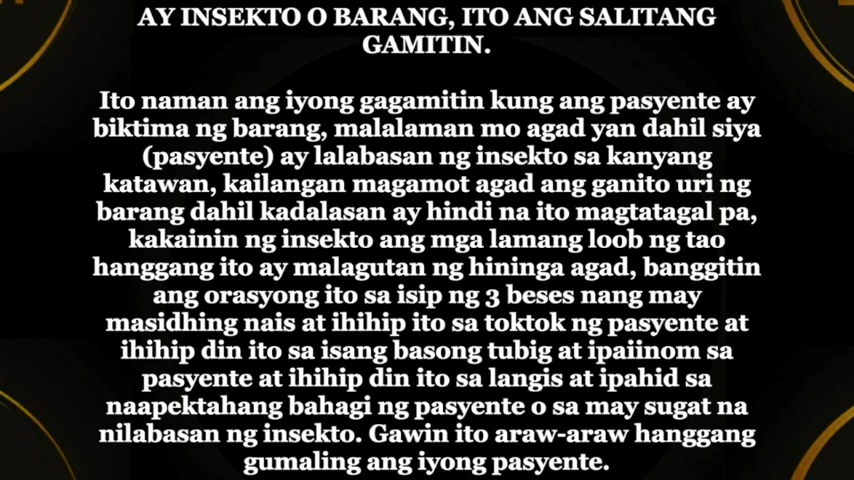 AY INSEKTO O BARANG, ITO ANG SALITANG
GAMITIN.
Ito naman ang iyong gagamitin kung ang pasyente ay
biktima ng barang, malalaman mo agad yan dahil siya
(pasyente) ay lalabasan ng insekto sa kanyang
katawan, kailangan magamot agad ang ganito uri ng
barang dahil kadalasan ay hindi na ito magtatagal pa,
kakainin ng insekto ang mga lamang loob ng tao
hanggang ito ay malagutan ng hininga agad, banggitin
ang orasyong ito sa isip ng 3 beses nang may
masidhing nais at ihihip ito sa toktok ng pasyente at
ihihip din ito sa isang basong tubig at ipaiinom sa
pasyente at ihihip din ito sa langis at ipahid sa
naapektahang bahagi ng pasyente o sa may sugat na
nilabasan ng insekto. Gawin ito araw-araw hanggang
gumaling ang iyong pasyente.